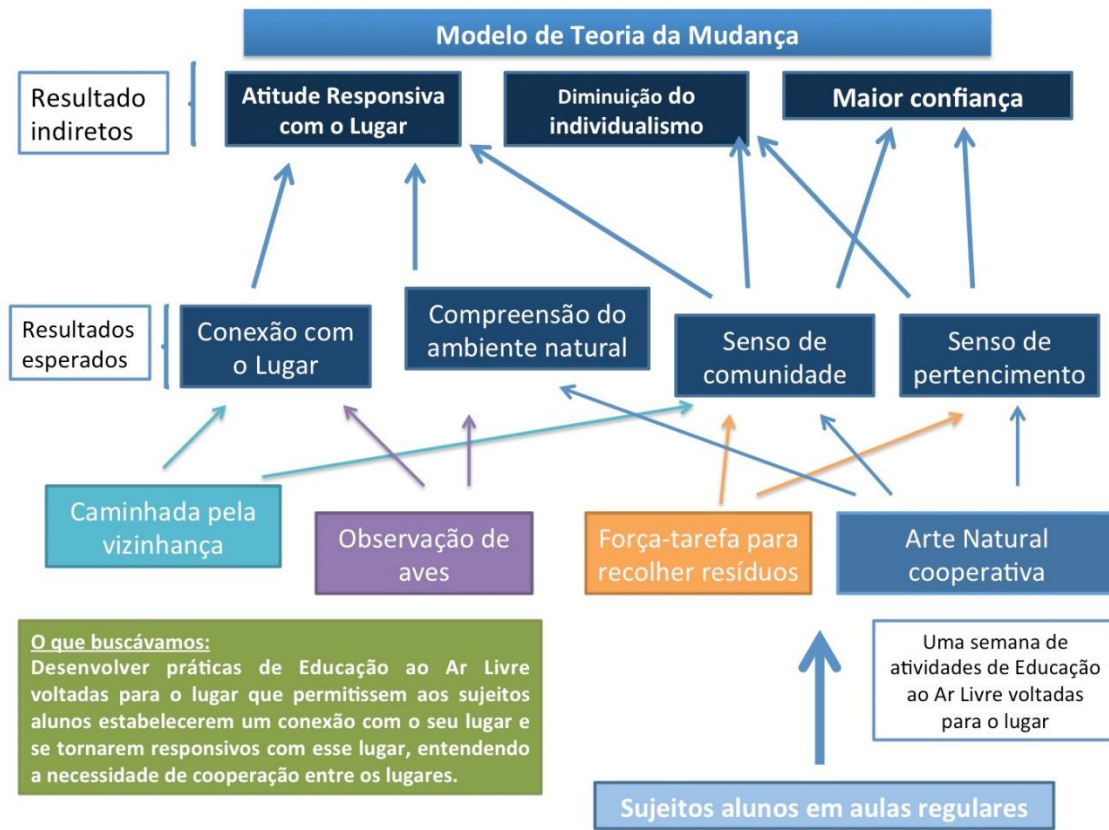 Modelo de Teoria da Mudança
Resultado
indiretos
Atitude Responsiva
com o Lugar
Diminuição do
individualismo
Maior confiança
Resultados
esperados
Conexão com
o Lugar
Compreensão do
ambiente natural
Senso de
comunidade
Senso de
pertencimento
Caminhada pela
vizinhança
Observação de
aves
Força-tarefa para
recolher resíduos
Arte Natural
cooperativa
O que buscávamos:
Desenvolver práticas de Educação ao Ar Livre
voltadas para o lugar que permitissem aos sujeitos
alunos estabelecerem um conexão com o seu lugar e
se tornarem responsivos com esse lugar, entendendo
a necessidade de cooperação entre os lugares.
Uma semana de
atividades de Educação
ao Ar Livre voltadas
para o lugar
Sujeitos alunos em aulas regulares